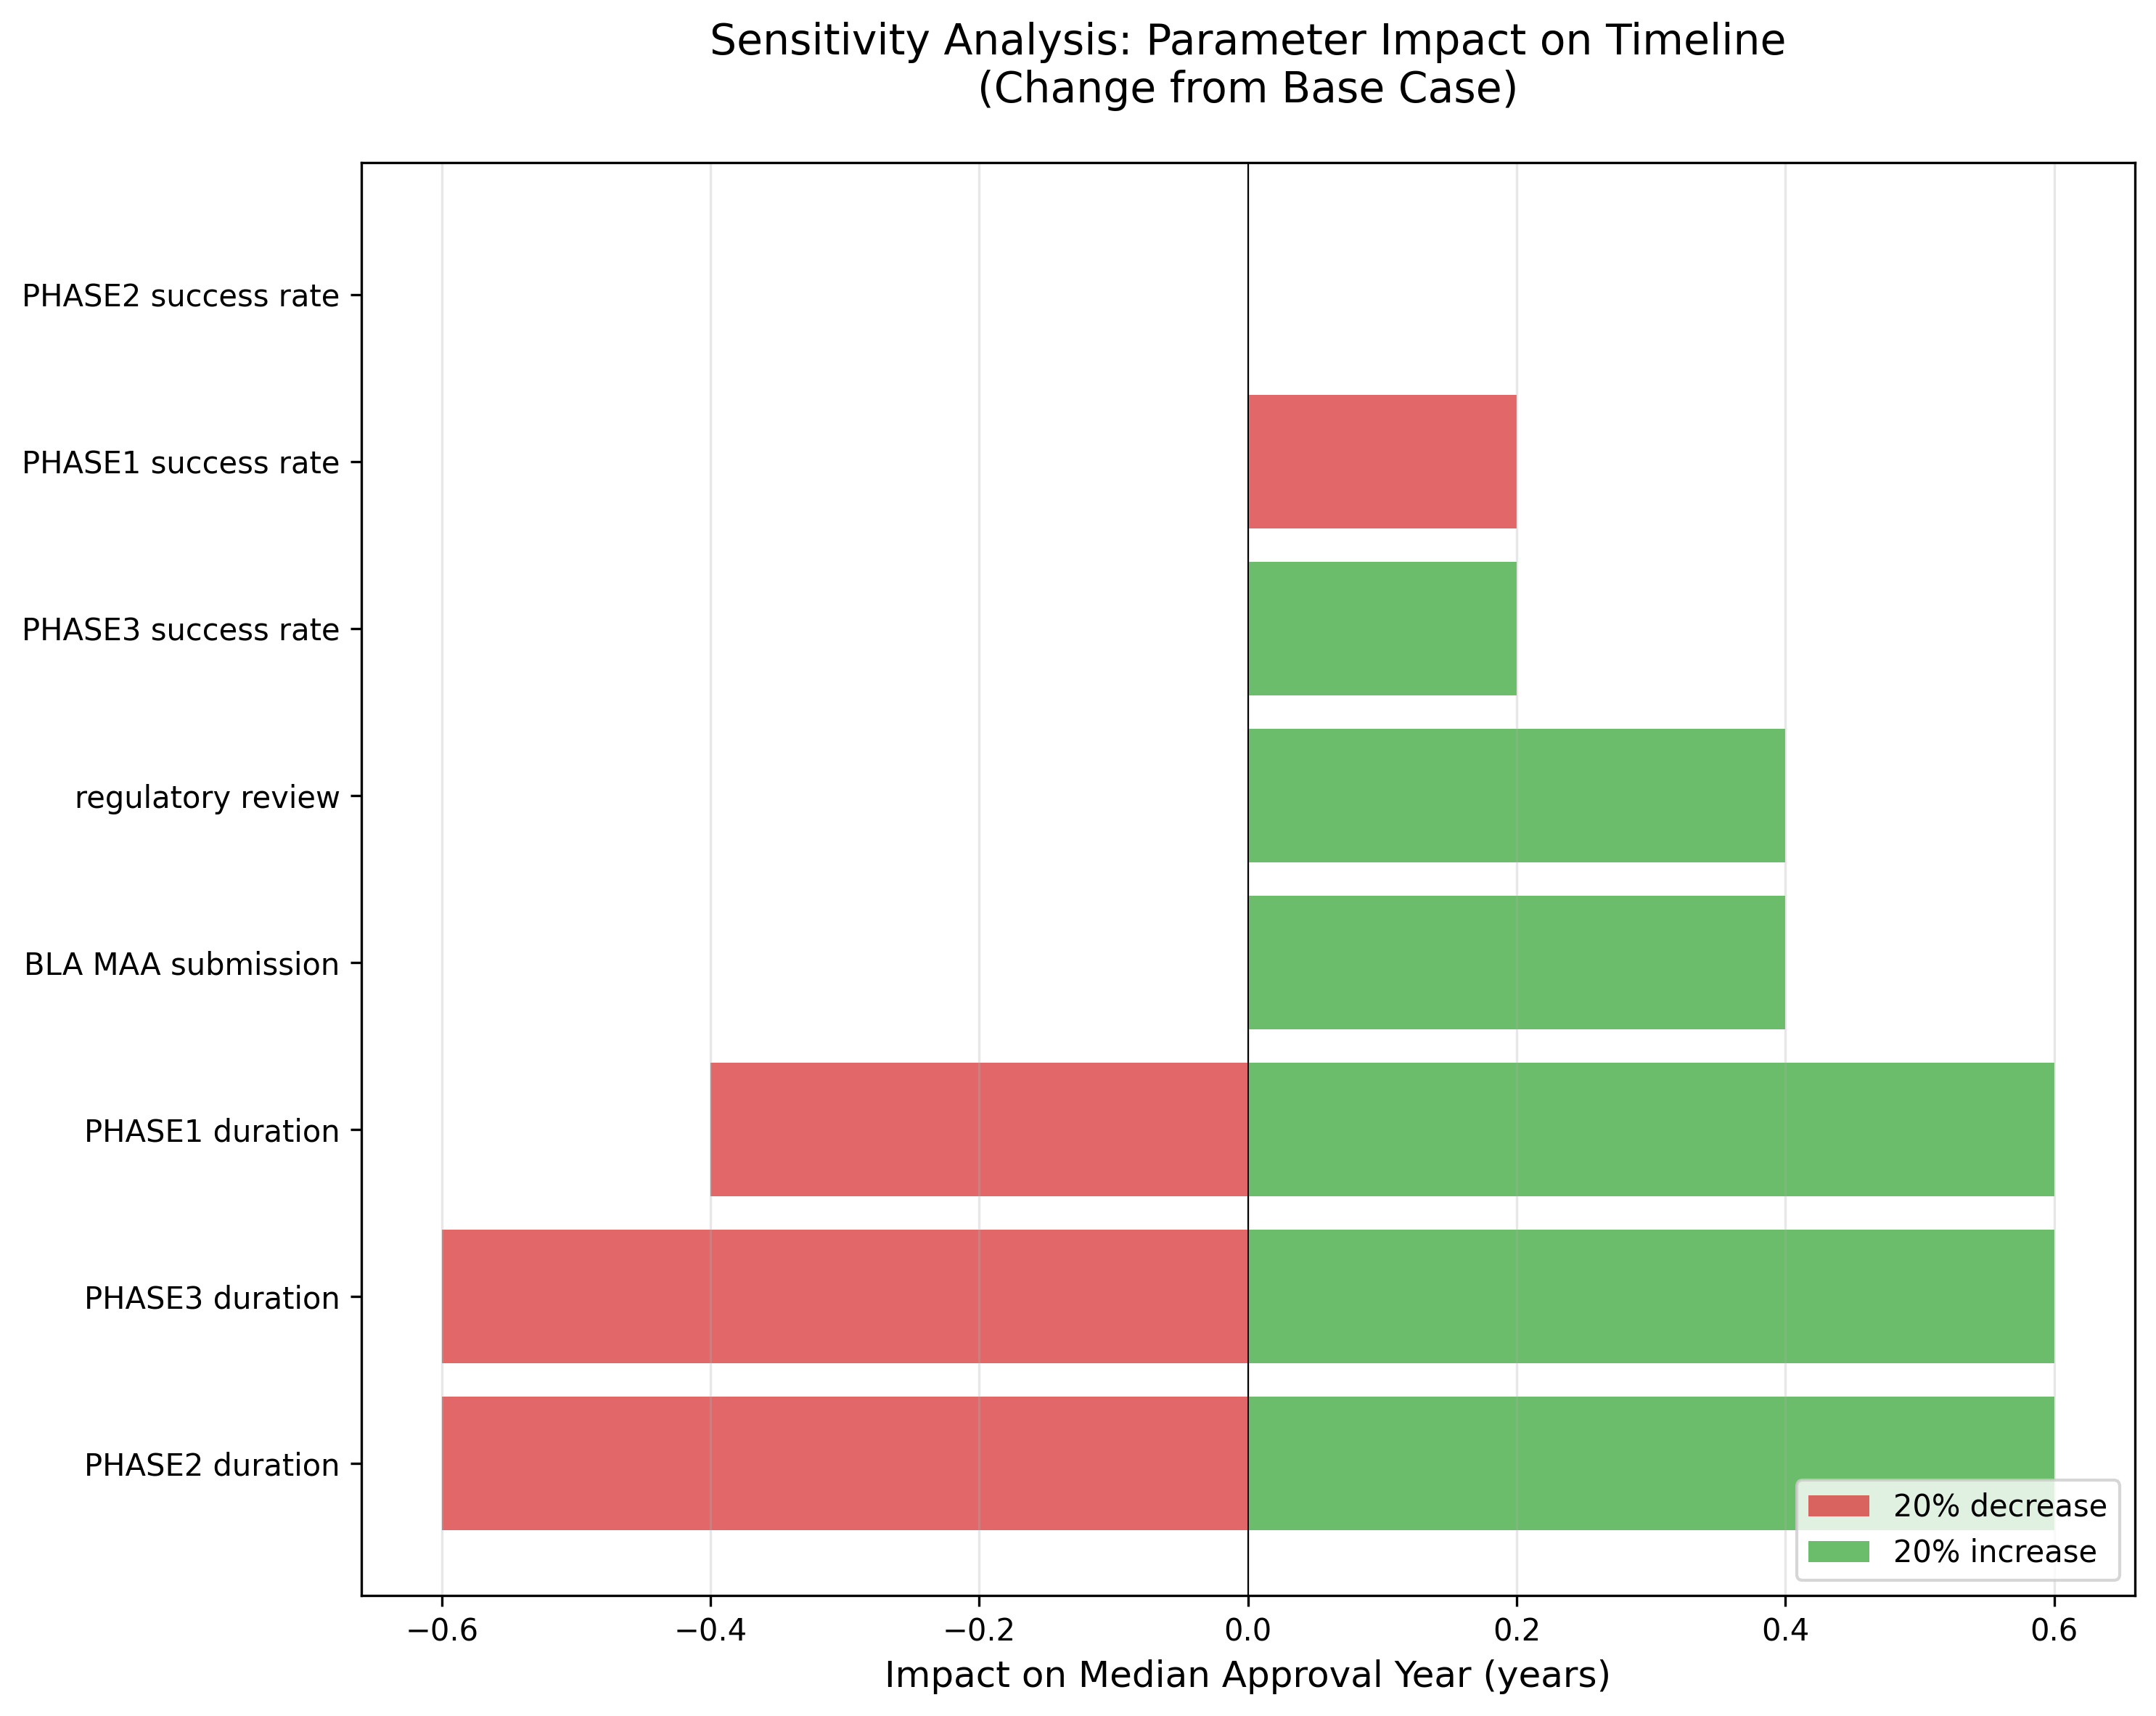 Sensitivity Analysis: Parameter Impact on Timeline
(Change from Base Case)
PHASE2 success rate
PHASE1 success rate
PHASE3 success rate
regulatory review
BLA MAA submission
PHASE1 duration
PHASE3 duration
PHASE2 duration
20% decrease
20% increase
−0.6 −0.4 −0.2 0.0 0.2 0.4 0.6
Impact on Median Approval Year (years)